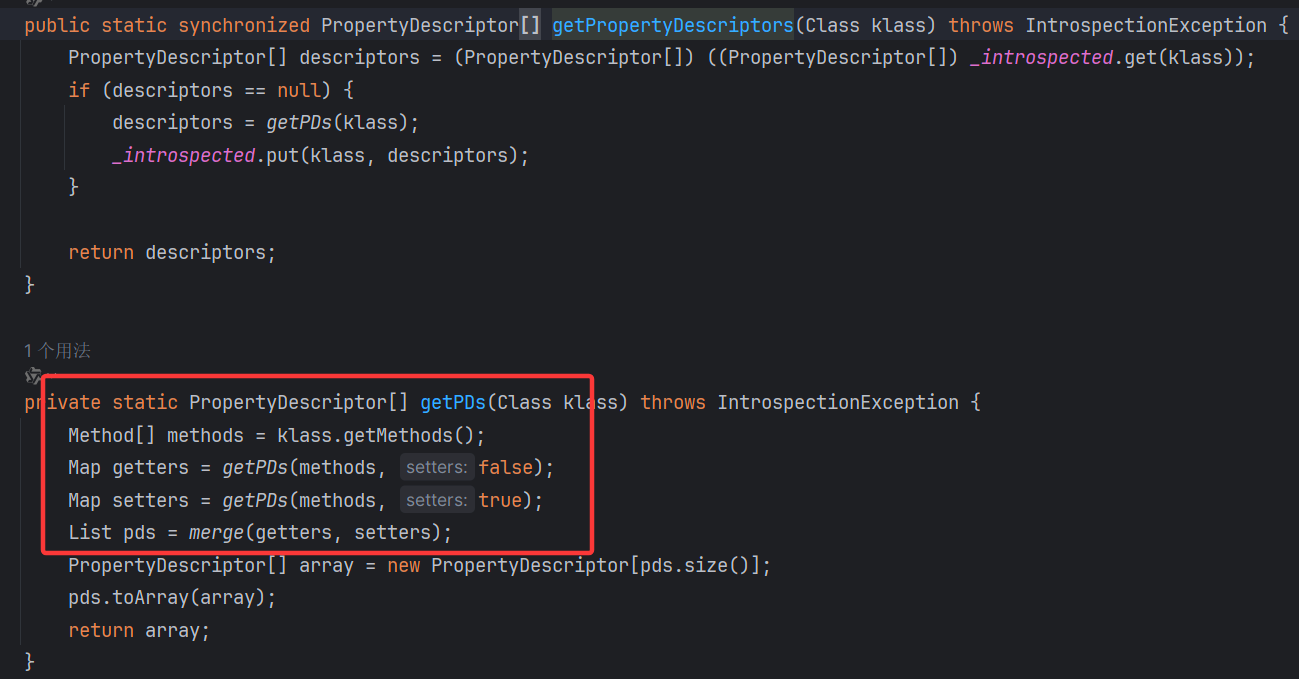 public static synchronized PropertyDescriptor[] getPropertyDescriptors(Class klass) throws IntrospectionException {
PropertyDescriptor[] descriptors = (PropertyDescriptor[]) ((PropertyDescriptor[]) _introspected.get(klass));
if (descriptors == null) {
descriptors = getPDs(klass);
_introspected.put(klass, descriptors);
}
return descriptors;
}
1 个用法
private static PropertyDescriptor[] getPDs(Class klass) throws IntrospectionException {
Method[] methods = klass.getMethods();
Map getters = getPDs(methods, setters: false);
Map setters = getPDs(methods, setters: true);
List pds = merge(getters, setters);
PropertyDescriptor[] array = new PropertyDescriptor[pds.size()];
pds.toArray(array);
return array;
}